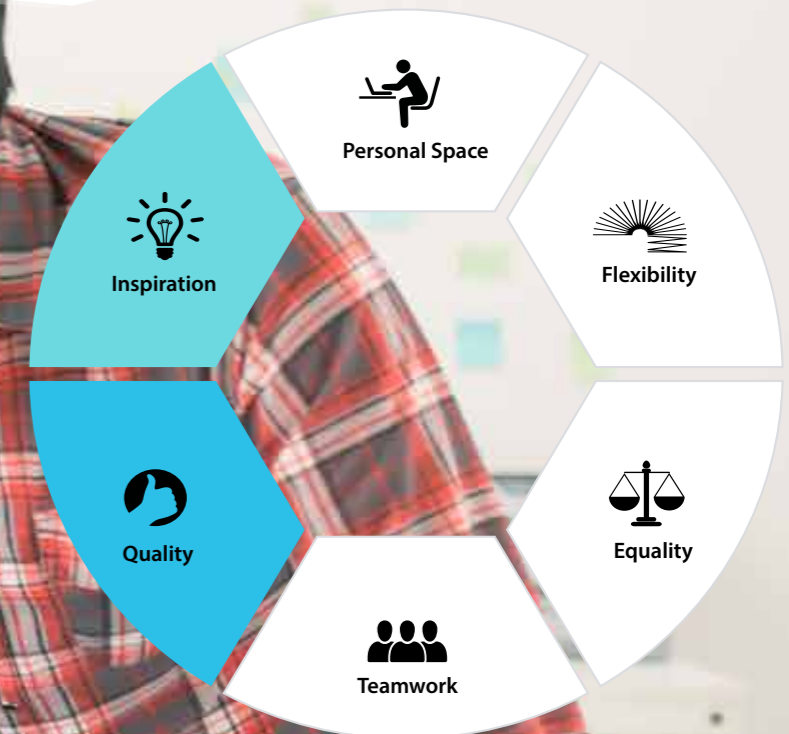 Personal Space
Flexibility
Inspiration
Equality
Quality
Teamwork